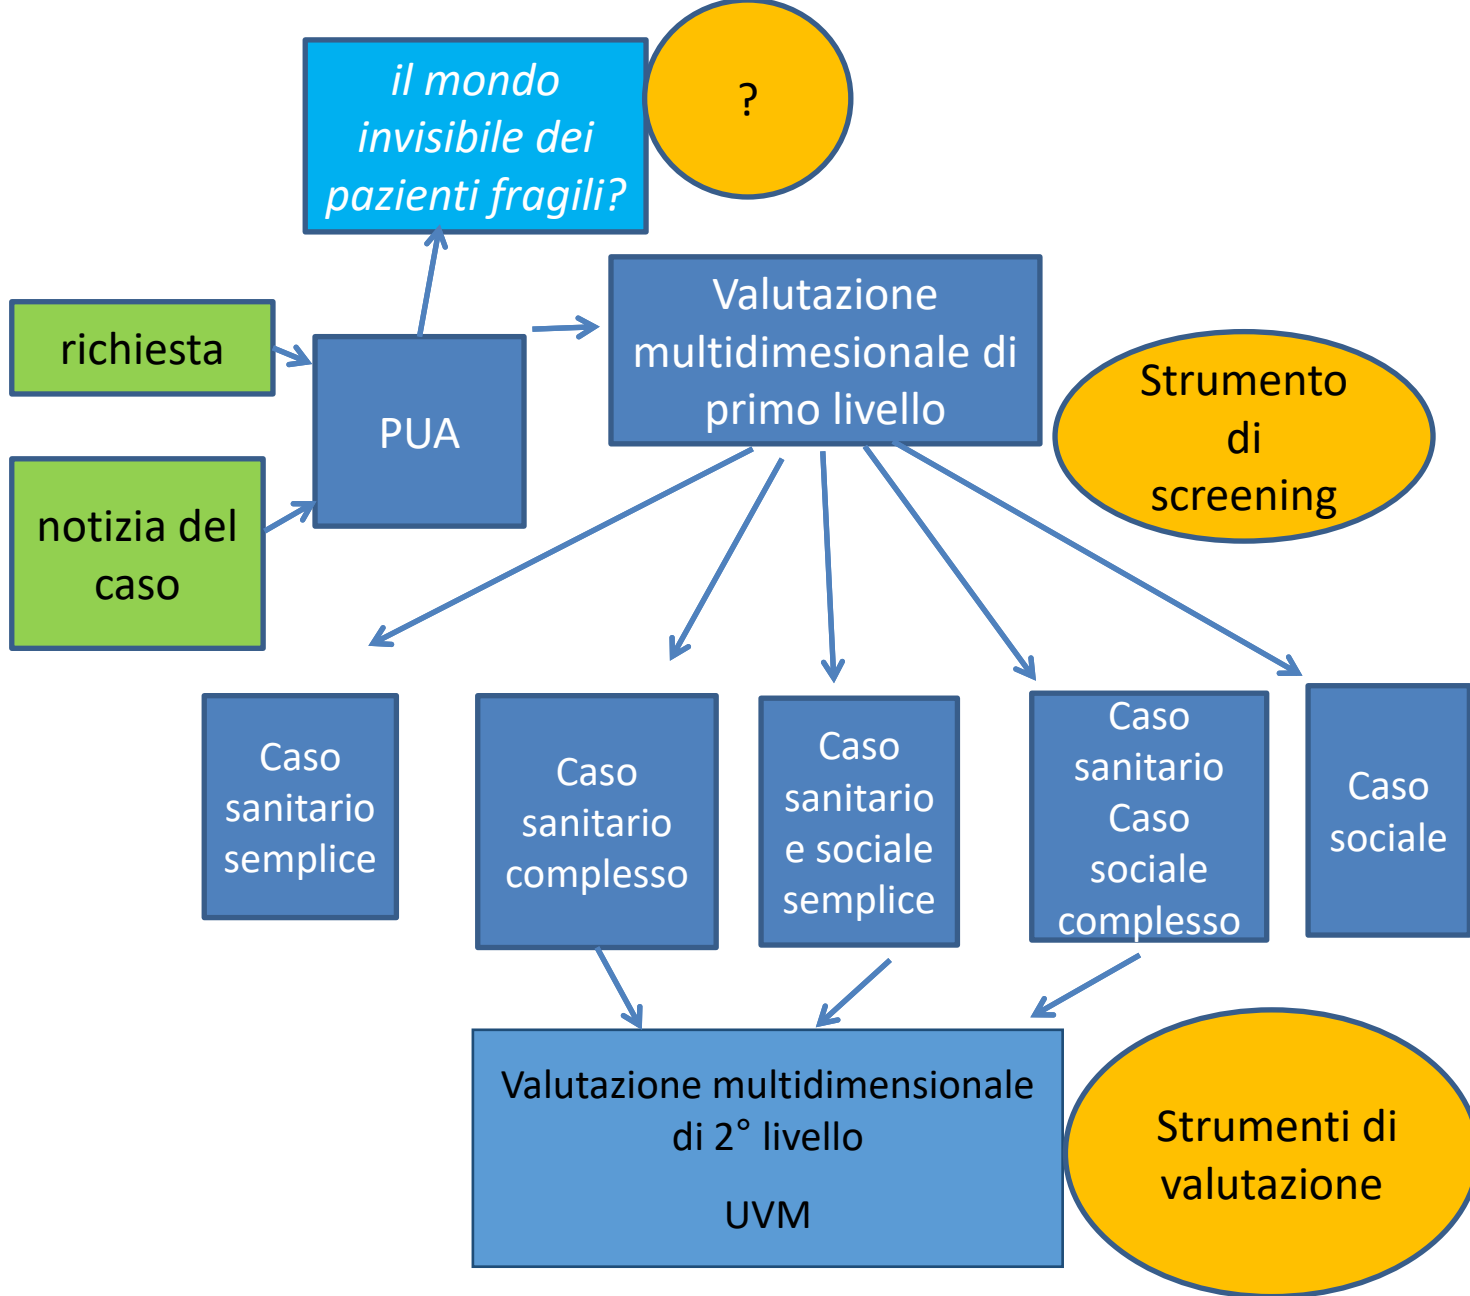 il mondo
invisibile dei
pazienti fragili?
?
richiesta
PUA
notizia del
caso
Valutazione
multidimesionale di
primo livello
Strumento
di
screening
Caso
sanitario
semplice
Caso
sanitario
complesso
Caso
sanitario
e sociale
semplice
Caso
sanitario
Caso
sociale
complesso
Caso
sociale
Valutazione multidimensionale
di 2° livello
UVM
Strumenti di
valutazione